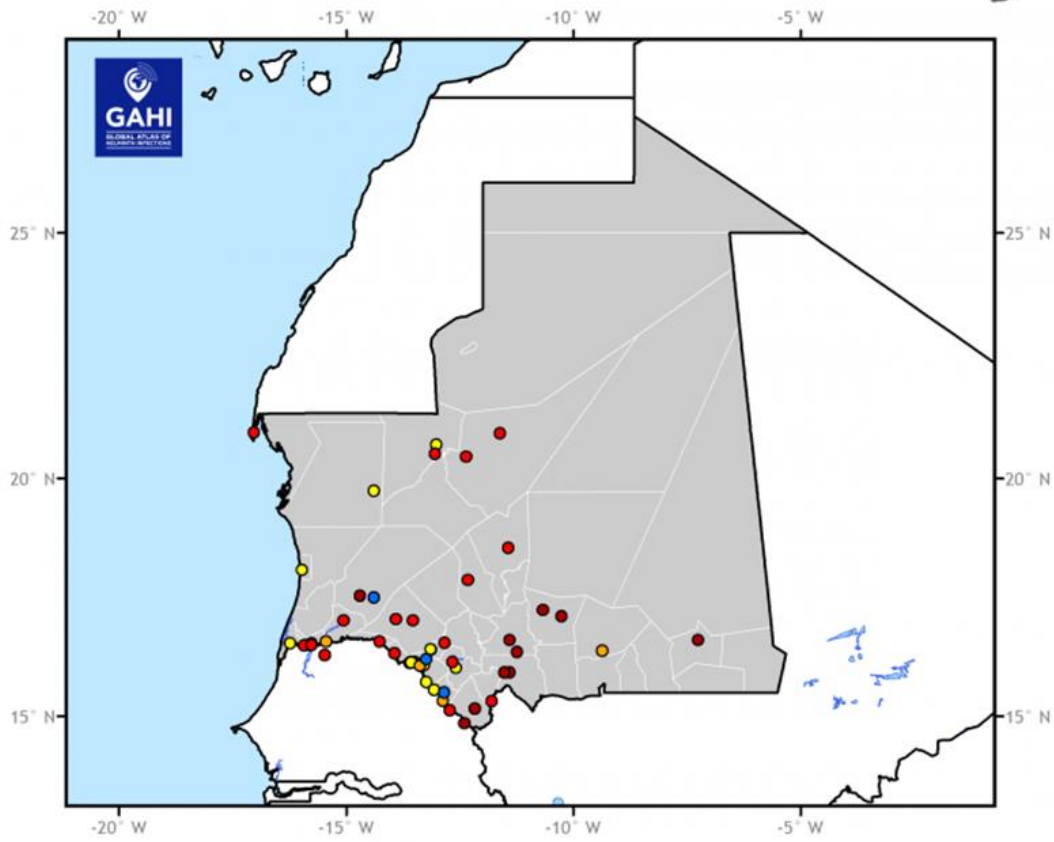 -20° W -15° W -10° W -5° W
GAHI
GLOBAL ATLAS OF
HELMINTH INFECTIONS
25° N 25° N
20° N 20° N
15° N 15° N
-20° W -15° W -10° W -5° W